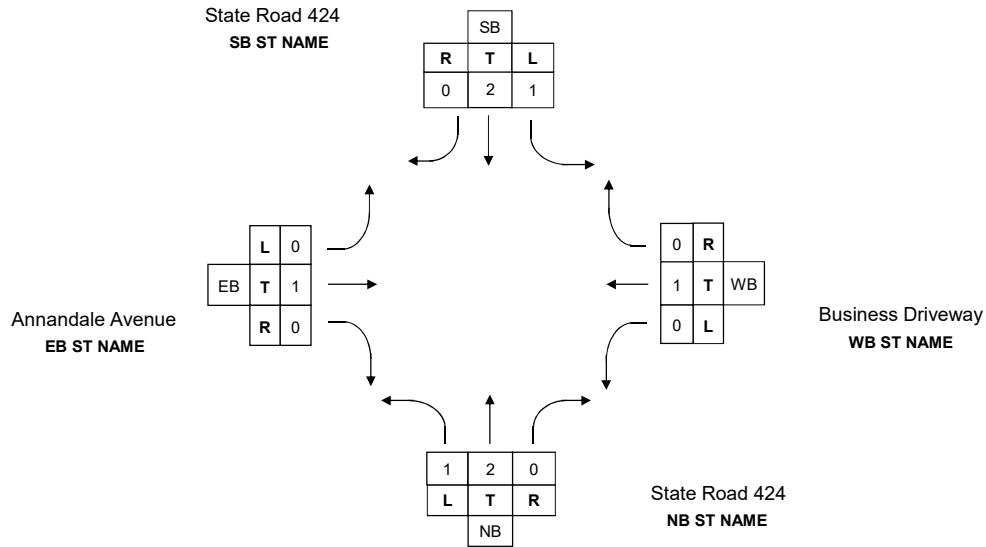 State Road 424
SB ST NAME
SB
R T L
0 2 1
L 0
EB T 1
R 0
Annandale Avenue
EB ST NAME
0 R
1 T WB
0 L
Business Driveway
WB ST NAME
1 2 0
L T R
NB
State Road 424
NB ST NAME